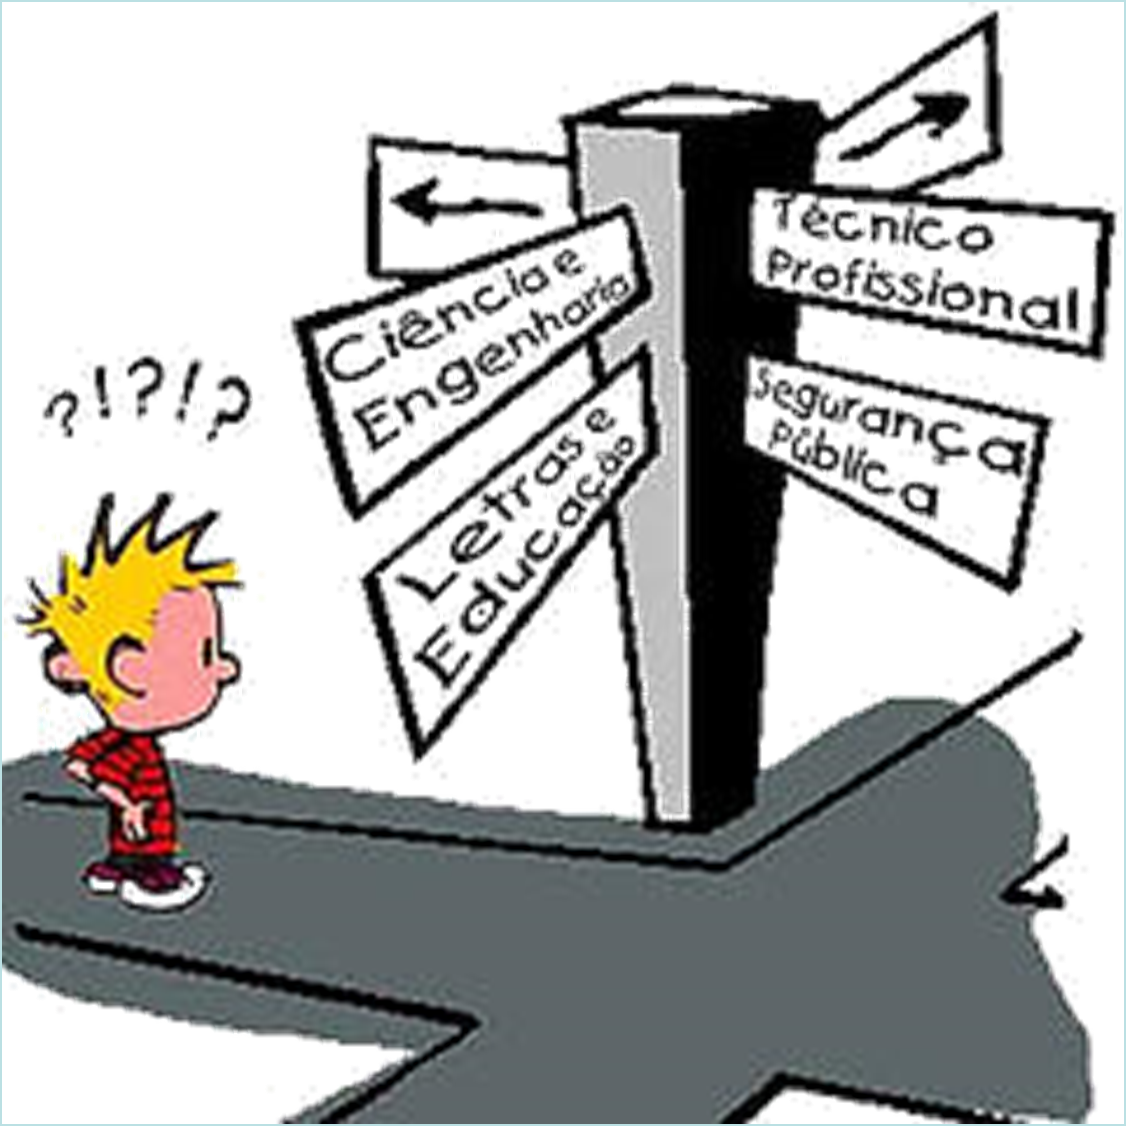 ?!?!?
Ciência e
Engenharia
Letras e
Educação
Técnico
Profissional
Segurança
Pública